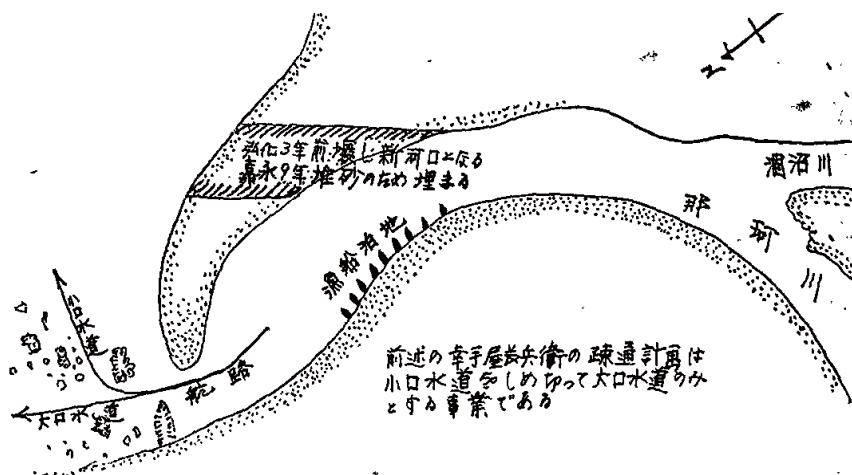 N
弘化3年前壊し新河口となる
嘉永9年堆砂のため埋まる
涸沼川
那珂川
漁船泊地
小口水道
航路
大口水道
前述の幸手屋長兵衛の疎通計画は
小口水道をしめ切って大口水道のみ
とする事業である